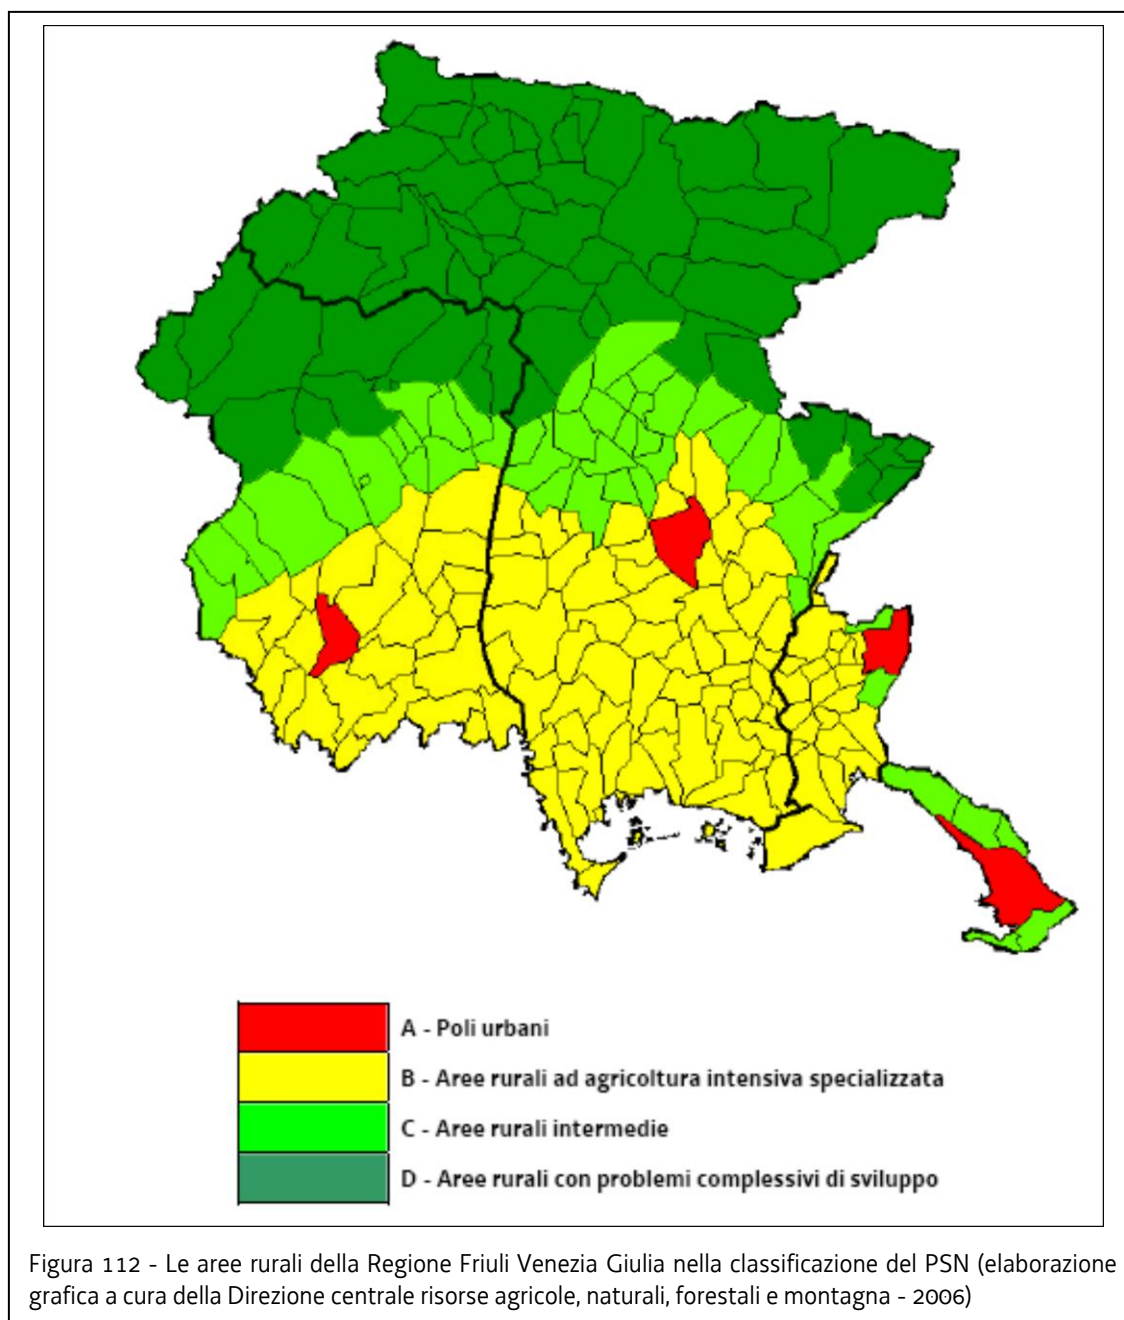 A - Poli urbani
B - Aree rurali ad agricoltura intensiva specializzata
C - Aree rurali intermedie
D - Aree rurali con problemi complessivi di sviluppo
Figura 112 - Le aree rurali della Regione Friuli Venezia Giulia nella classificazione del PSN (elaborazione
grafica a cura della Direzione centrale risorse agricole, naturali, forestali e montagna - 2006)